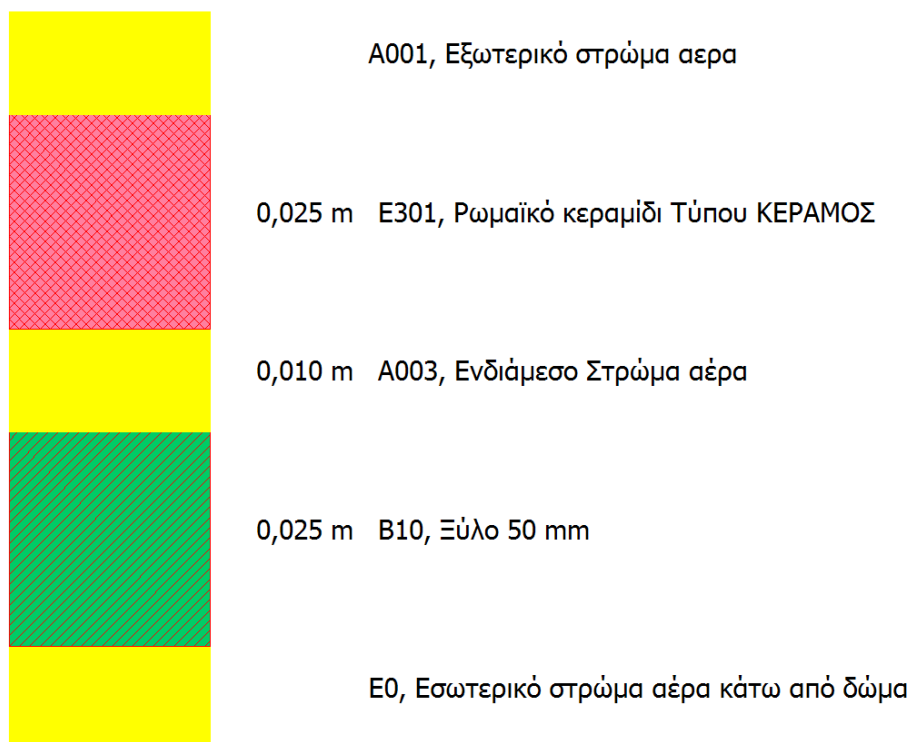 A001, Εξωτερικό στρώμα αερα
0,025 m E301, Ρωμαϊκό κεραμίδι Τύπου ΚΕΡΑΜΟΣ
0,010 m A003, Ενδιάμεσο Στρώμα αέρα
0,025 m B10, Ξύλο 50 mm
E0, Εσωτερικό στρώμα αέρα κάτω από δώμα